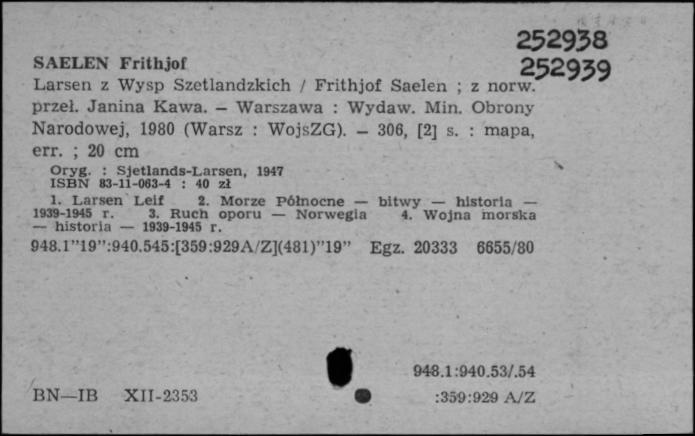 252938
SAELEN Frithjof
252939
Larsen z Wysp Szetlandzkich / Frithjof Saelen ; z norw.
przeł. Janina Kawa. — Warszawa : Wydaw. Min. Obrony
Narodowej, 1980 (Warsz : WojsZG). — 306, [2] s. : mapa,
err. ; 20 cm
Oryg. : Sjetlands-Larsen, 1947
ISBN 83-11-063-4 : 40 zł
1. Larsen Leif 2. Morze Północne — bitwy — historia —
1939-1945 r. 3. Ruch oporu — Norwegia 4. Wojna morska
— historia — 1939-1945 r.
948.1"19":940.545:[359:929A/Z](481)"19" Egz. 20333 6655/80
948.1:940.53/.54
BN—IB XII-2353 :359:929 A/Z